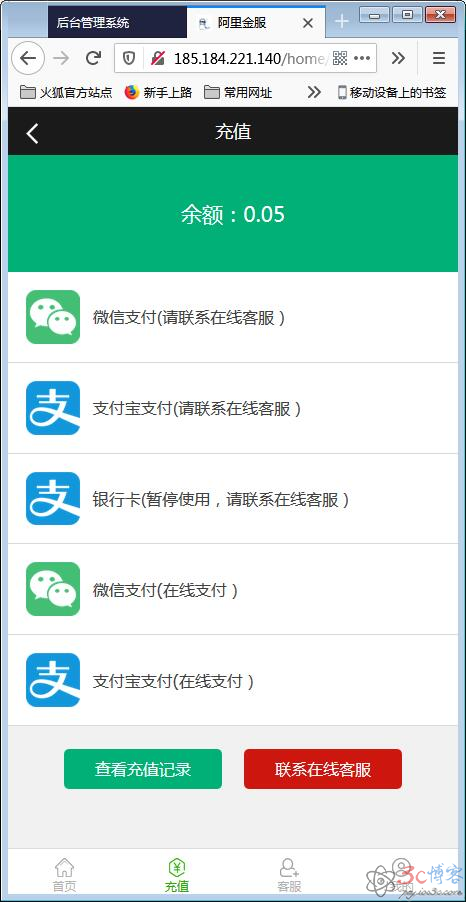 后台管理系统
阿里金服
185.184.221.140/home/
火狐官方站点
新手上路
常用网址
移动设备上的书签
充值
余额：0.05
微信支付(请联系在线客服）
支
支付宝支付(请联系在线客服）
支
银行卡(暂停使用，请联系在线客服）
微信支付(在线支付）
支
支付宝支付(在线支付）
查看充值记录
联系在线客服
首页
充值
客服
我的
3c博客